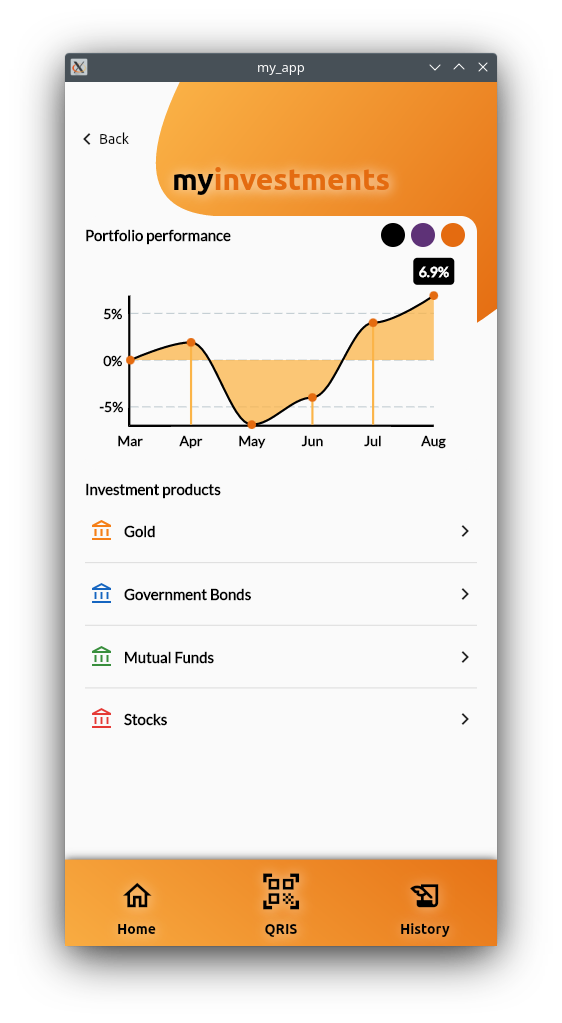 my_app
Back
myinvestments
Portfolio performance
6.9%
5%
0%
-5%
Mar Apr May Jun Jul Aug
Investment products
Gold
Government Bonds
Mutual Funds
Stocks
Home QRIS History